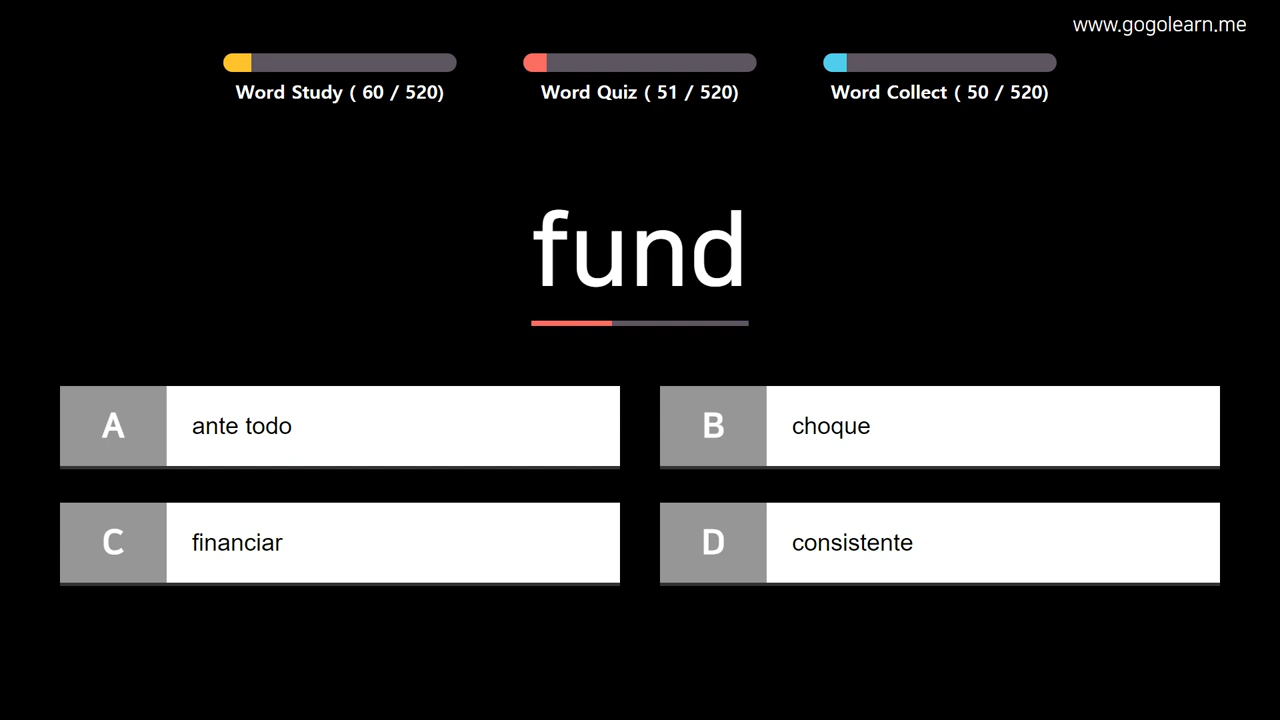 www.gogolearn.me
Word Study ( 60 / 520)
Word Quiz ( 51 / 520)
Word Collect ( 50 / 520)
fund
A ante todo
B choque
C financiar
D consistente